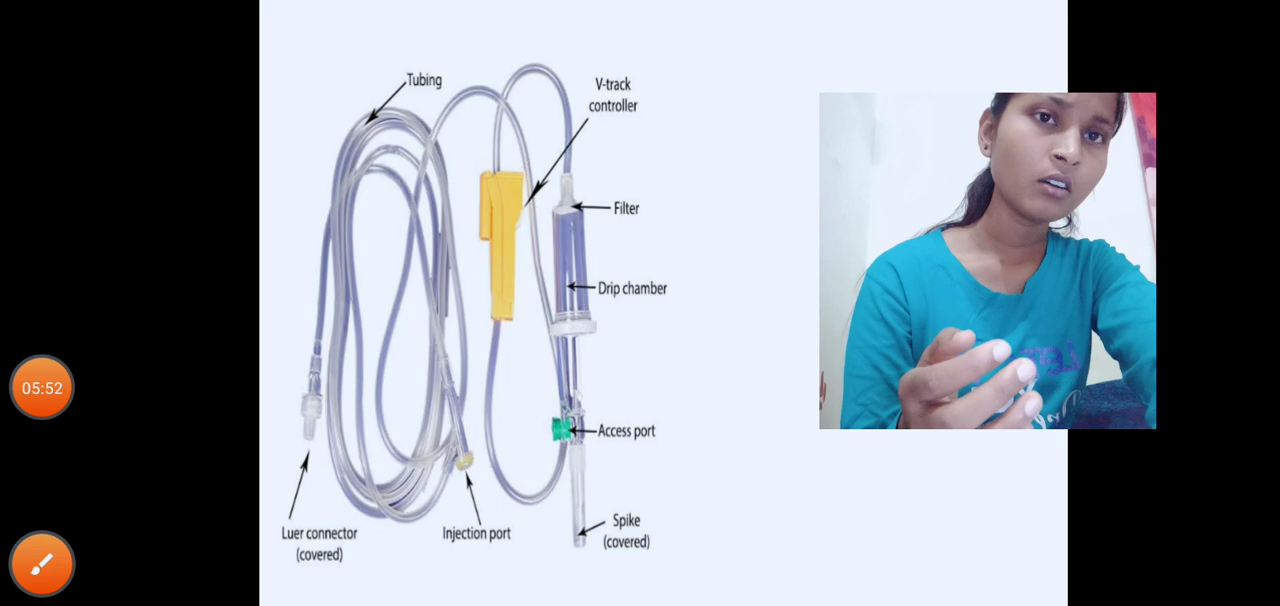 Tubing
V-track
controller
Filter
Drip chamber
05:52
Access port
Spike
(covered)
Luer connector
(covered)
Injection port